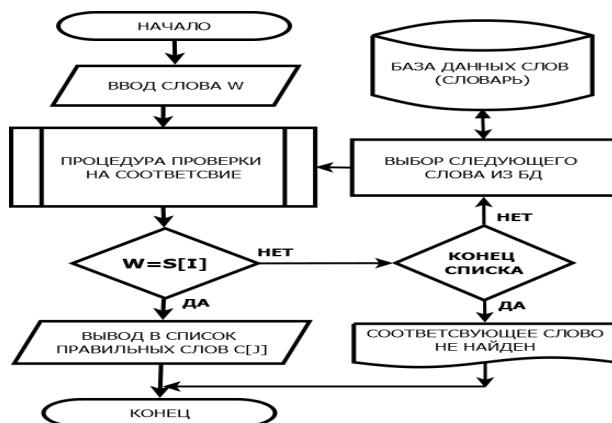 НАЧАЛО
ВВОД СЛОВА W
ПРОЦЕДУРА ПРОВЕРКИ
НА СООТВЕТСВИЕ
W=S[I]
НЕТ
ДА
ВЫВОД В СПИСОК
ПРАВИЛЬНЫХ СЛОВ C[J]
КОНЕЦ
БАЗА ДАННЫХ СЛОВ
(СЛОВАРЬ)
ВЫБОР СЛЕДУЮЩЕГО
СЛОВА ИЗ БД
НЕТ
КОНЕЦ
СПИСКА
ДА
СООТВЕТСВУЮЩЕЕ СЛОВО
НЕ НАЙДЕН